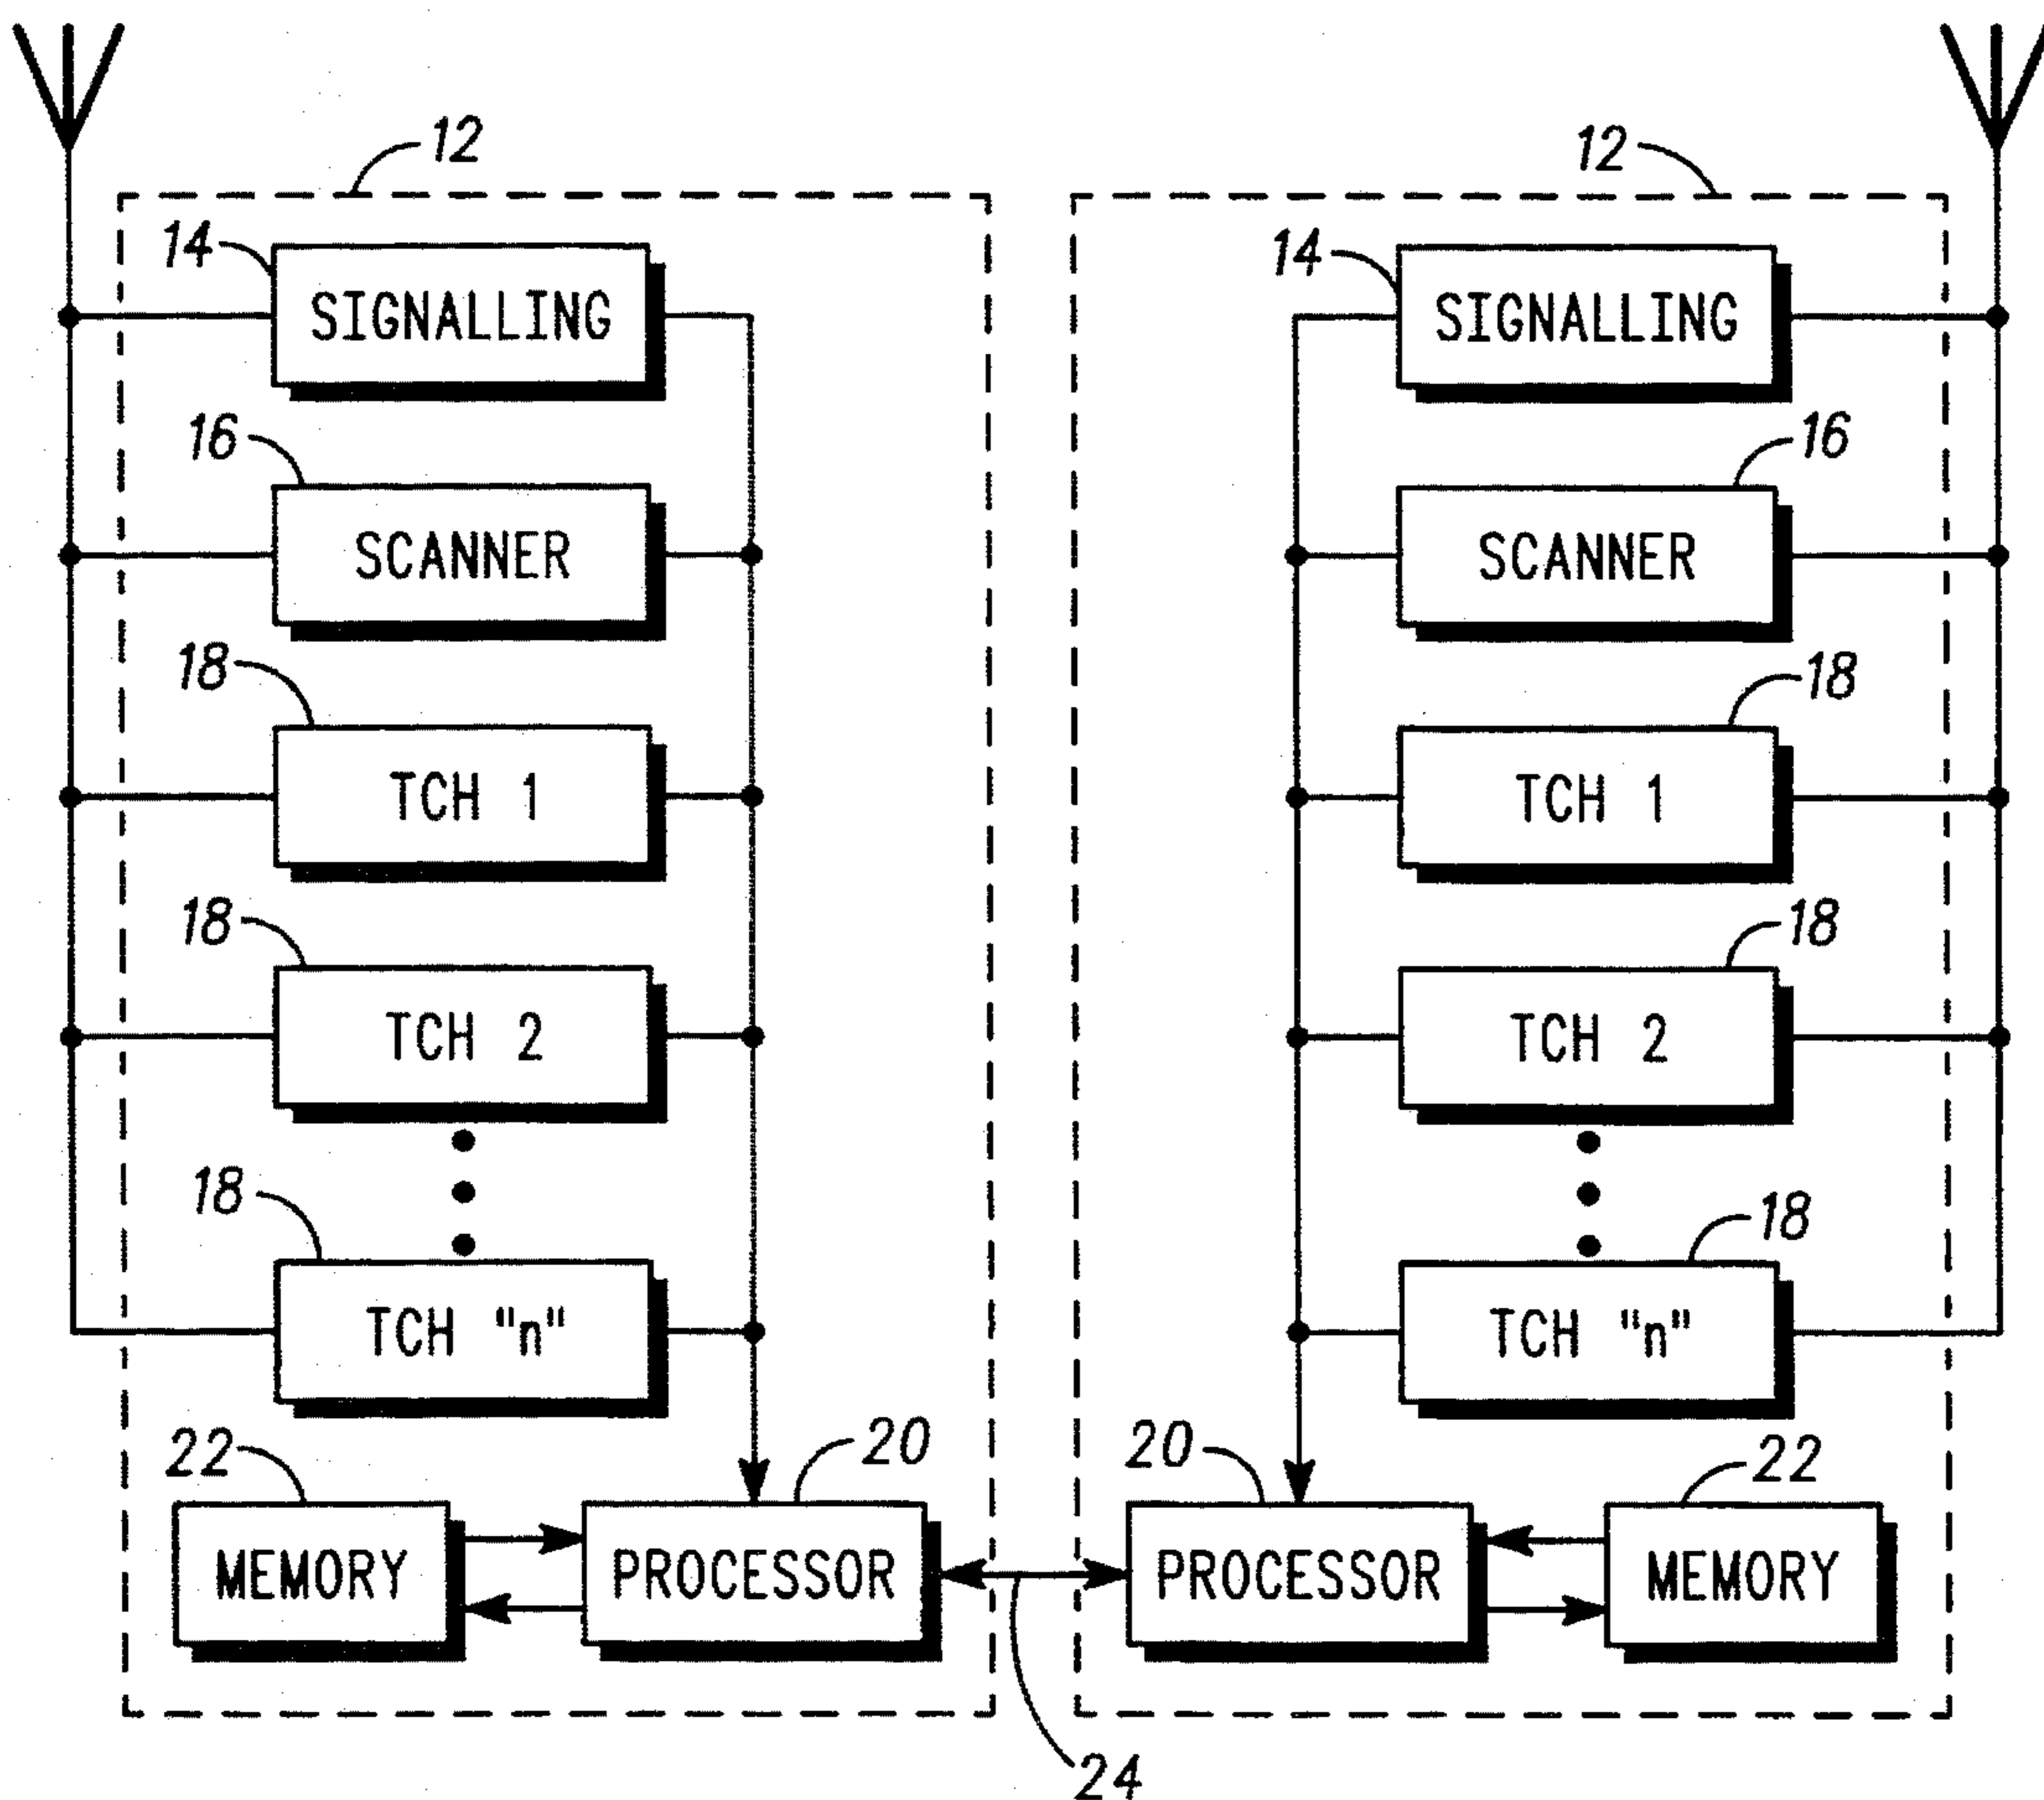 12
12
14
SIGNALLING
14
SIGNALLING
16
SCANNER
16
SCANNER
18
TCH 1
18
TCH 1
18
TCH 2
18
TCH 2
18
TCH "n"
18
TCH "n"
22
20
20
22
MEMORY
PROCESSOR
PROCESSOR
MEMORY
24